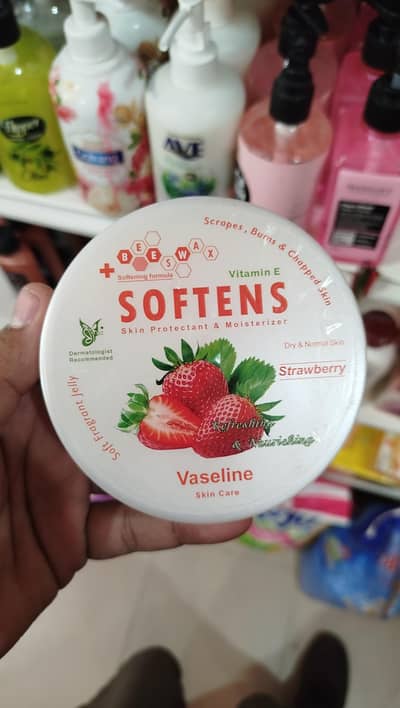 Scrapes, Burns & Chapped Skin
+ BEESWAX
Softening formula
Vitamin E
SOFTENS
Skin Protectant & Moisterizer
Dermatologist
Recommended
Dry & Normal Skin
Strawberry
Soft Fragrant Jelly
Refreshing
& Nourishing
Vaseline
Skin Care
AVE